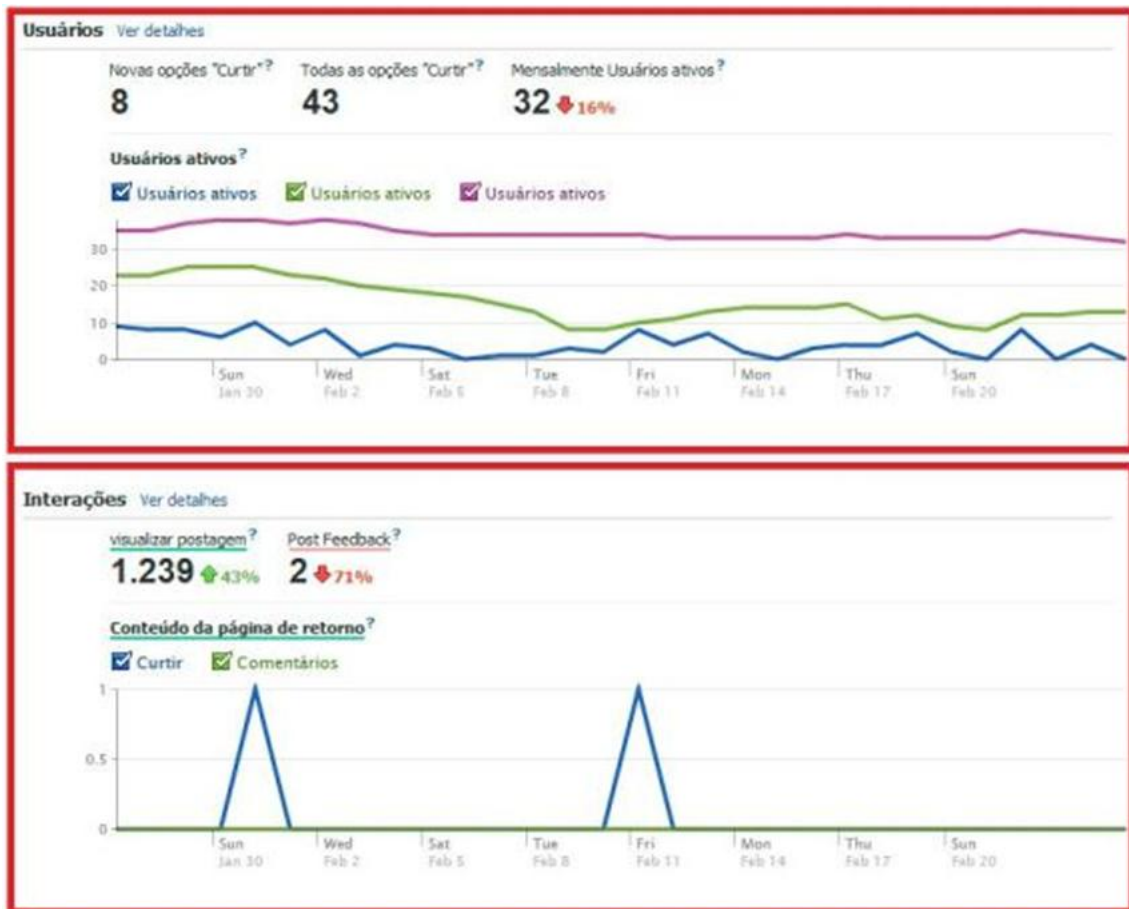 Usuários Ver detalhes
Novas opções "Curtir"? Todas as opções "Curtir"? Mensalmente Usuários ativos?
8 43 32 16%
Usuários ativos?
Usuários ativos Usuários ativos Usuários ativos
30
20
10
0
Sun Wed Sat Tue Fri Mon Thu Sun
Jan 30 Feb 2 Feb 5 Feb 8 Feb 11 Feb 14 Feb 17 Feb 20
Interações Ver detalhes
visualizar postagem? Post Feedback?
1.239 43% 2 71%
Conteúdo da página de retorno?
Curtir Comentários
1
0.5
0
Sun Wed Sat Tue Fri Mon Thu Sun
Jan 30 Feb 2 Feb 5 Feb 8 Feb 11 Feb 14 Feb 17 Feb 20